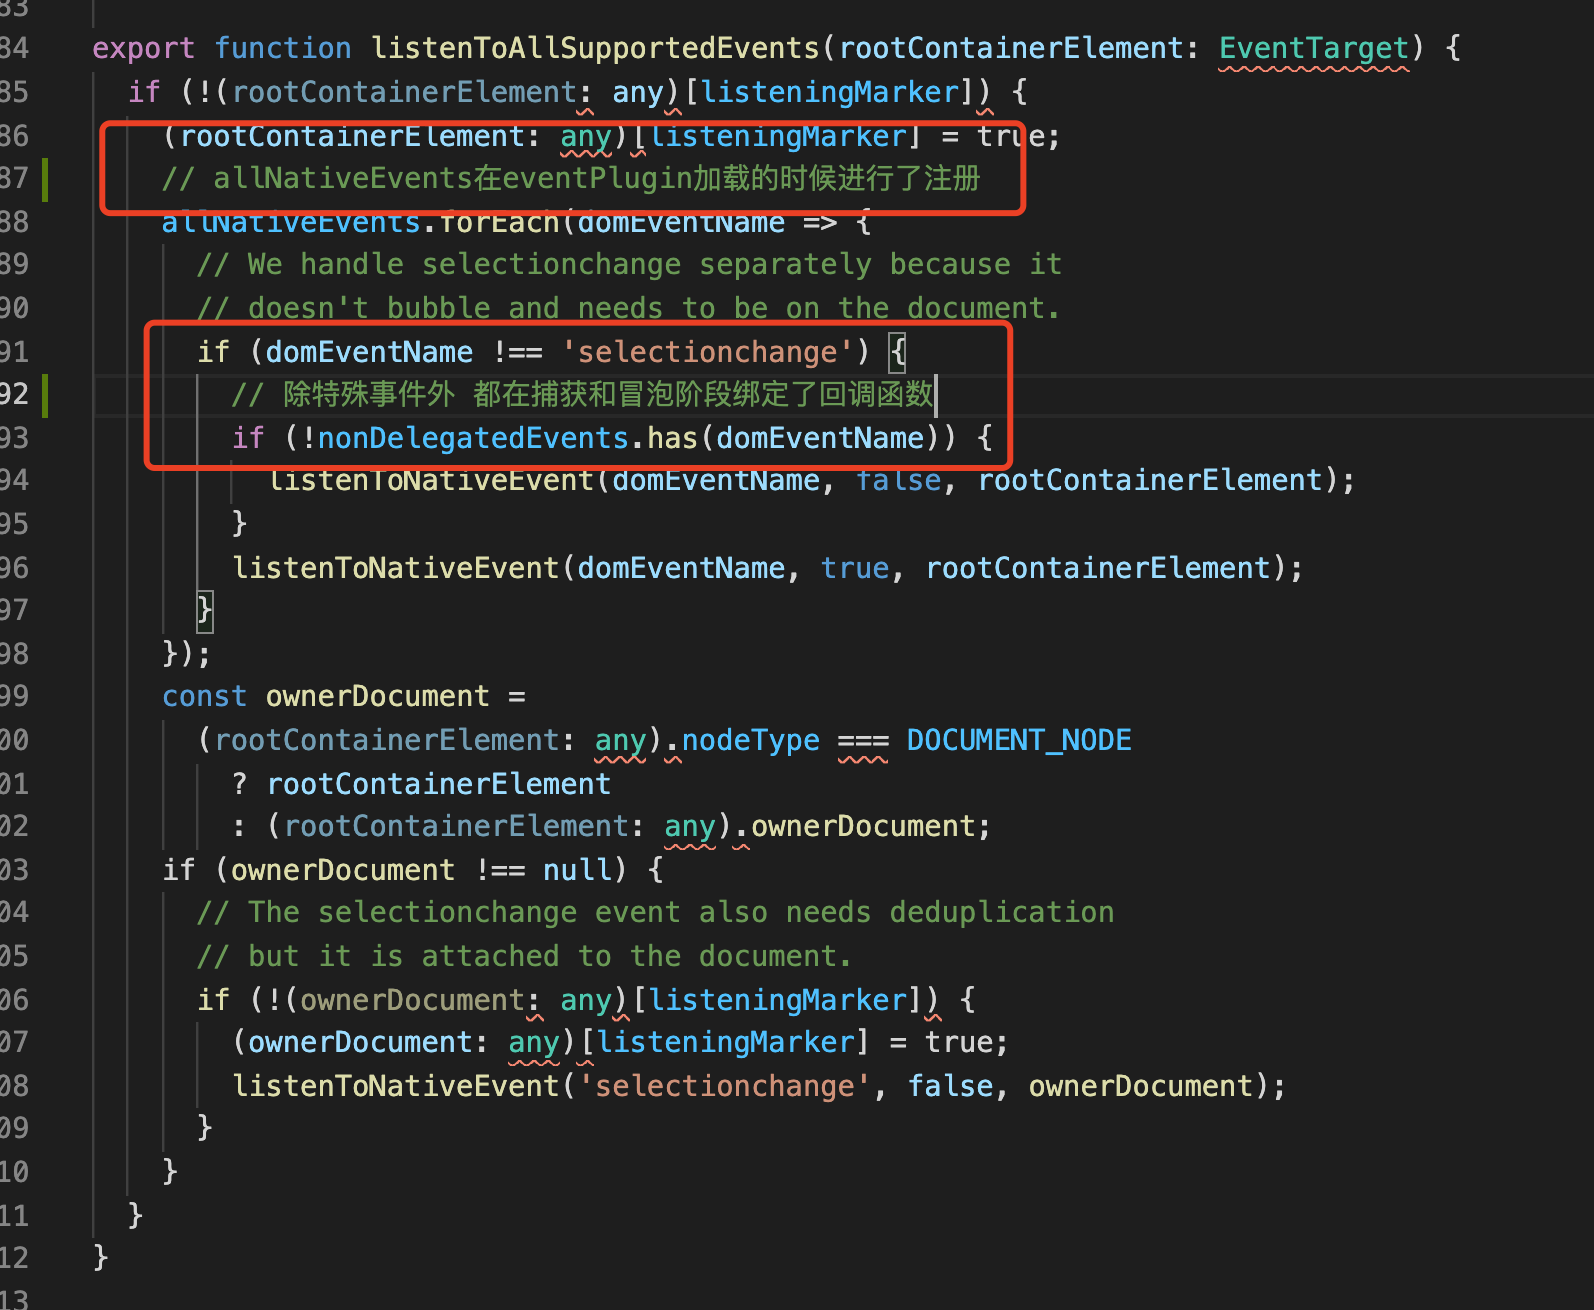 83
84 export function listenToAllSupportedEvents(rootContainerElement: EventTarget) {
85 if (!(rootContainerElement: any)[listeningMarker]) {
86 (rootContainerElement: any)[listeningMarker] = true;
87 // allNativeEvents在eventPlugin加载的时候进行了注册
88 allNativeEvents.forEach(domEventName => {
89 // We handle selectionchange separately because it
90 // doesn't bubble and needs to be on the document.
91 if (domEventName !== 'selectionchange') {
92 // 除特殊事件外 都在捕获和冒泡阶段绑定了回调函数
93 if (!nonDelegatedEvents.has(domEventName)) {
94 listenToNativeEvent(domEventName, false, rootContainerElement);
95 }
96 listenToNativeEvent(domEventName, true, rootContainerElement);
97 }
98 });
99 const ownerDocument =
00 (rootContainerElement: any).nodeType === DOCUMENT_NODE
01 ? rootContainerElement
02 : (rootContainerElement: any).ownerDocument;
03 if (ownerDocument !== null) {
04 // The selectionchange event also needs deduplication
05 // but it is attached to the document.
06 if (!(ownerDocument: any)[listeningMarker]) {
07 (ownerDocument: any)[listeningMarker] = true;
08 listenToNativeEvent('selectionchange', false, ownerDocument);
09 }
10 }
11 }
12 }
13